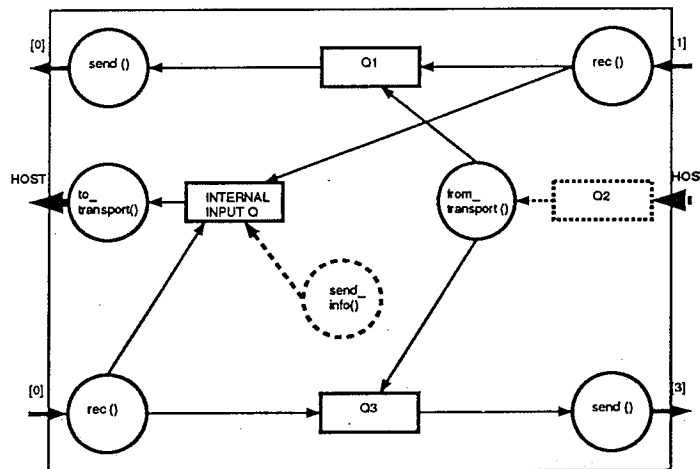 [0]
send ()
Q1
rec ()
[1]
HOST
to_
transport()
INTERNAL
INPUT Q
from_
transport ()
Q2
HOS
send_
info()
[0]
rec ()
Q3
send ()
[3]